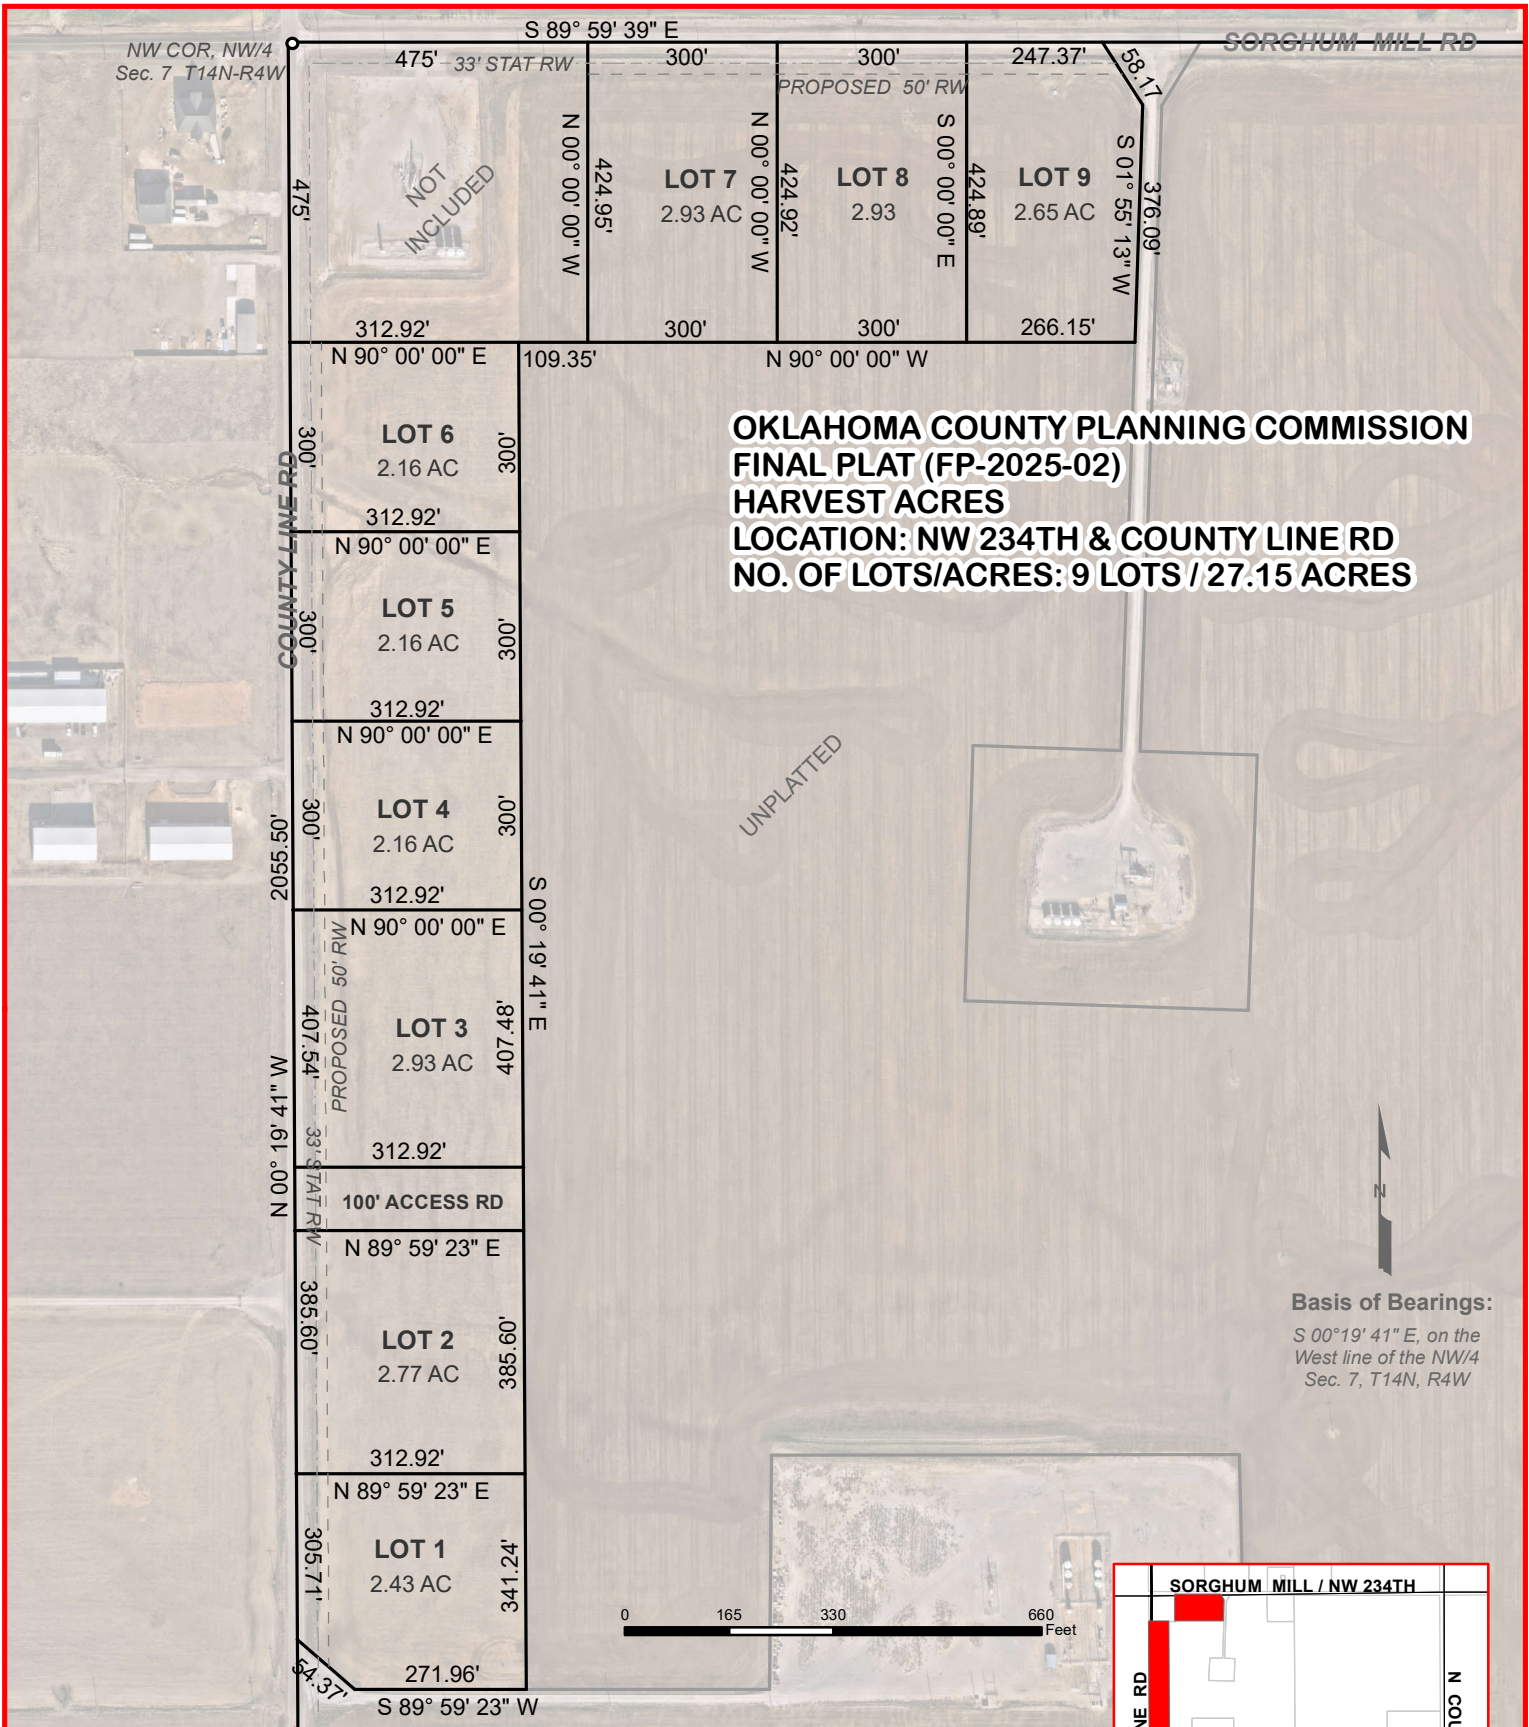 S 89° 59' 39" E
SORGHUM MILL RD
NW COR, NW/4
Sec. 7 T14N-R4W
475'
33' STAT RW
300'
300'
247.37'
58.17
PROPOSED 50' RW
475'
NOT
INCLUDED
N 00° 00' 00" W
424.95'
LOT 7
2.93 AC
N 00° 00' 00" W
424.92'
LOT 8
2.93
S 00° 00' 00" E
424.89'
LOT 9
2.65 AC
S 01° 55' 13" W
376.09'
312.92'
300'
300'
266.15'
N 90° 00' 00" E
109.35'
N 90° 00' 00" W
OKLAHOMA COUNTY PLANNING COMMISSION
FINAL PLAT (FP-2025-02)
HARVEST ACRES
LOCATION: NW 234TH & COUNTY LINE RD
NO. OF LOTS/ACRES: 9 LOTS / 27.15 ACRES
COUNTY LINE RD
300'
LOT 6
2.16 AC
300'
312.92'
N 90° 00' 00" E
300'
LOT 5
2.16 AC
300'
312.92'
N 90° 00' 00" E
UNPLATTED
2055.50'
300'
LOT 4
2.16 AC
300'
312.92'
N 90° 00' 00" E
S 00° 19' 41" E
PROPOSED 50' RW
407.54'
LOT 3
2.93 AC
407.48'
N 00° 19' 41" W
33' STAT RW
312.92'
100' ACCESS RD
N 89° 59' 23" E
385.60'
LOT 2
2.77 AC
385.60'
312.92'
N 89° 59' 23" E
305.71'
LOT 1
2.43 AC
341.24'
54.37'
271.96'
S 89° 59' 23" W
N
Basis of Bearings:
S 00°19' 41" E, on the
West line of the NW/4
Sec. 7, T14N, R4W
0 165 330 660
Feet
SORGHUM MILL / NW 234TH
NE RD
N COU